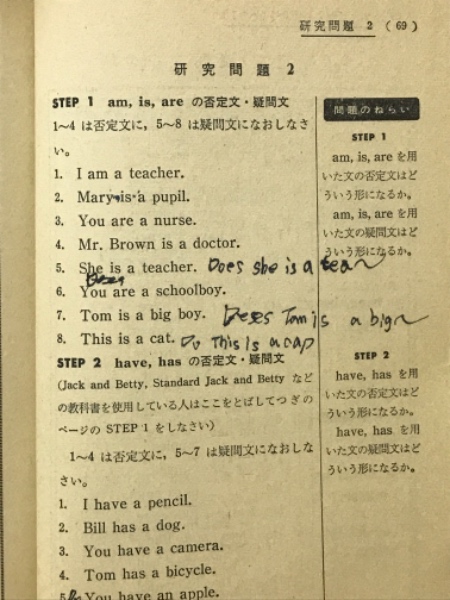 研究問題 2 (69)
研究問題 2
STEP 1 am, is, are の否定文・疑問文
1~4 は否定文に, 5~8 は疑問文になおしなさ
い。
1. I am a teacher.
2. Mary is a pupil.
3. You are a nurse.
4. Mr. Brown is a doctor.
5. She is a teacher. Does she is a tea~
6. You are a schoolboy.
7. Tom is a big boy. Does Tom is a big~
8. This is a cat. Do This is a cap
STEP 2 have, has の否定文・疑問文
(Jack and Betty, Standard Jack and Betty など
の教科書を使用している人はここをとばしてつぎの
ページの STEP 1 をしなさい)
1~4 は否定文に, 5~7 は疑問文になおしな
さい。
1. I have a pencil.
2. Bill has a dog.
3. You have a camera.
4. Tom has a bicycle.
5. You have an apple.
問題のねらい
STEP 1
am, is, are を用
いた文の否定文はど
ういう形になるか。
am, is, are を用
いた文の疑問文はど
ういう形になるか。
STEP 2
have, has を用
いた文の否定文はど
ういう形になるか。
have, has を用
いた文の疑問文はど
ういう形になるか。